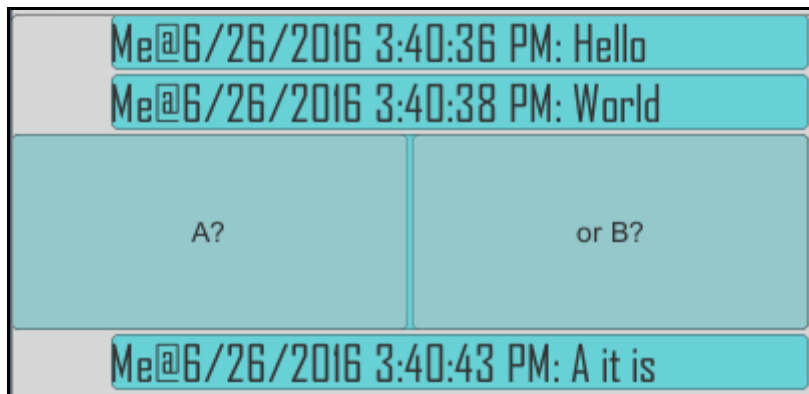 Me@6/26/2016 3:40:36 PM: Hello
Me@6/26/2016 3:40:38 PM: World
A?
or B?
Me@6/26/2016 3:40:43 PM: A it is